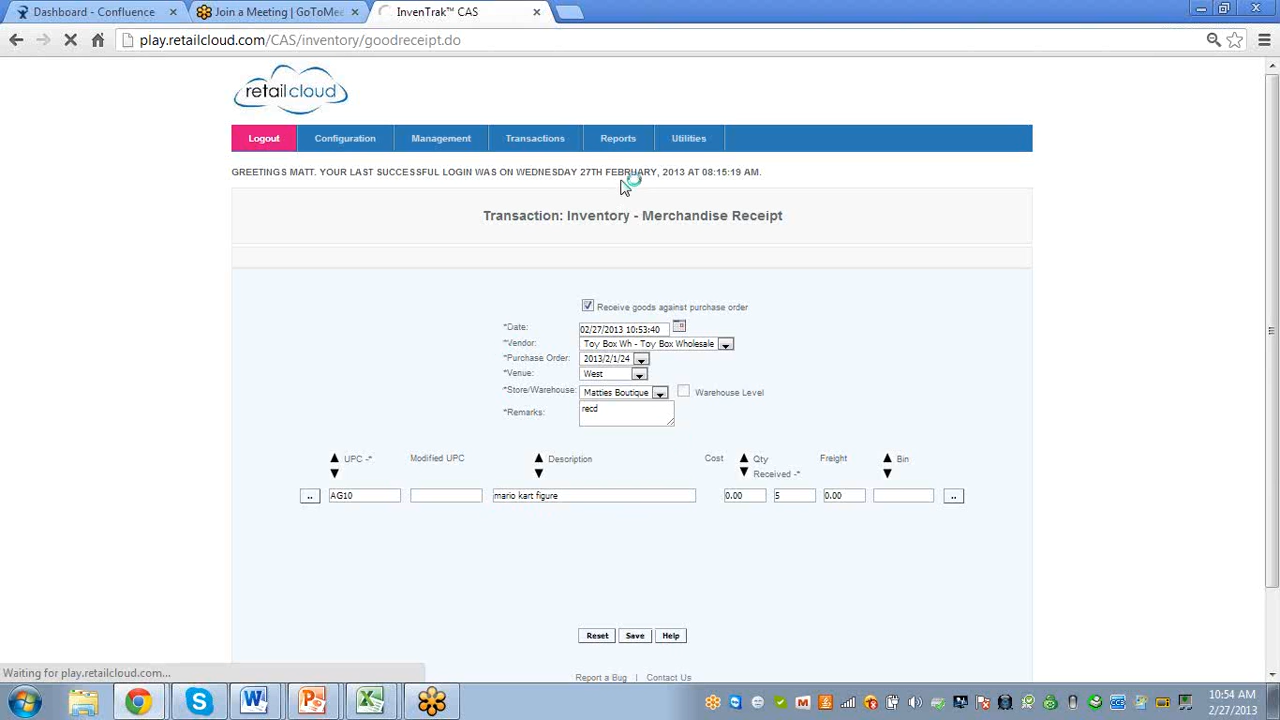 Dashboard - Confluence
Join a Meeting | GoToMee
InvenTrak™ CAS
play.retailcloud.com/CAS/inventory/goodreceipt.do
retailcloud
Logout Configuration Management Transactions Reports Utilities
GREETINGS MATT. YOUR LAST SUCCESSFUL LOGIN WAS ON WEDNESDAY 27TH FEBRUARY, 2013 AT 08:15:19 AM.
Transaction: Inventory - Merchandise Receipt
Receive goods against purchase order
*Date: 02/27/2013 10:53:40
*Vendor: Toy Box Wh - Toy Box Wholesale
*Purchase Order: 2013/2/1/24
*Venue: West
*Store/Warehouse: Matties Boutique Warehouse Level
*Remarks: recd
UPC -* Modified UPC Description Cost Qty Received -* Freight Bin
.. AG10 mario kart figure 0.00 5 0.00 ..
Reset Save Help
Report a Bug | Contact Us
Waiting for play.retailcloud.com...
10:54 AM
2/27/2013